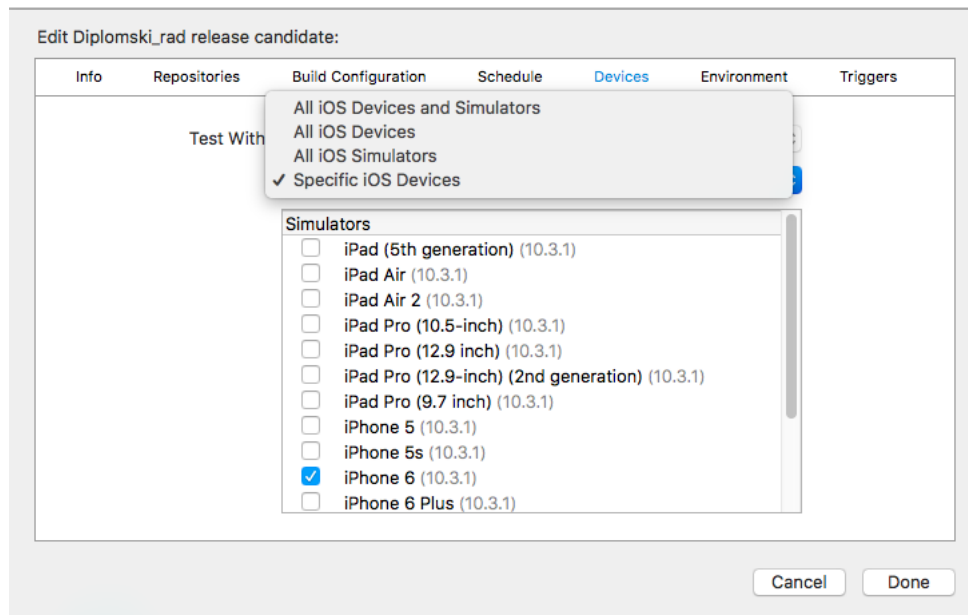 Edit Diplomski_rad release candidate:
Info Repositories Build Configuration Schedule Devices Environment Triggers
All iOS Devices and Simulators
Test With All iOS Devices
All iOS Simulators
✓ Specific iOS Devices
Simulators
iPad (5th generation) (10.3.1)
iPad Air (10.3.1)
iPad Air 2 (10.3.1)
iPad Pro (10.5-inch) (10.3.1)
iPad Pro (12.9 inch) (10.3.1)
iPad Pro (12.9-inch) (2nd generation) (10.3.1)
iPad Pro (9.7 inch) (10.3.1)
iPhone 5 (10.3.1)
iPhone 5s (10.3.1)
iPhone 6 (10.3.1)
iPhone 6 Plus (10.3.1)
Cancel Done